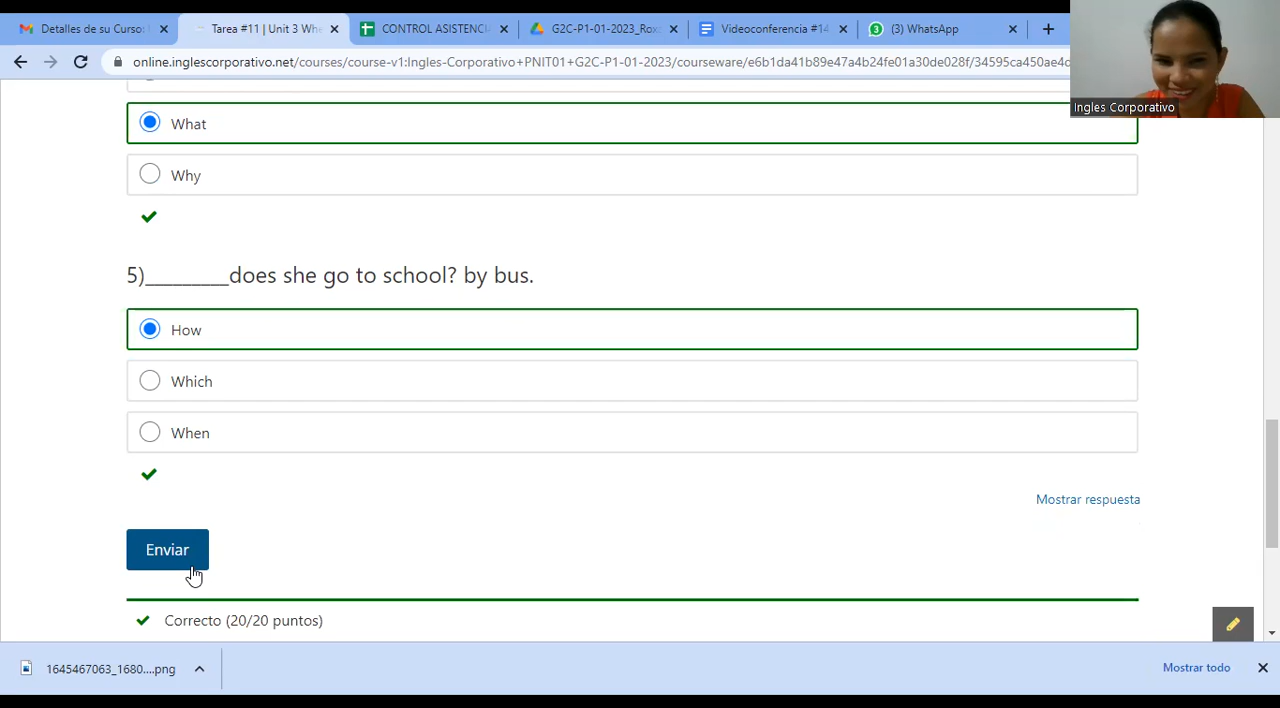 Detalles de su Curso
Tarea #11 | Unit 3 Whe
CONTROL ASISTENCI
G2C-P1-01-2023_Rox
Videoconferencia #14
(3) WhatsApp
online.inglescorporativo.net/courses/course-v1:Ingles-Corporativo+PNIT01+G2C-P1-01-2023/courseware/e6b1da41b89e47a4b24fe01a30de028f/34595ca450ae4d
Ingles Corporativo
What
Why
5)_________does she go to school? by bus.
How
Which
When
Mostrar respuesta
Enviar
Correcto (20/20 puntos)
1645467063_1680....png
Mostrar todo